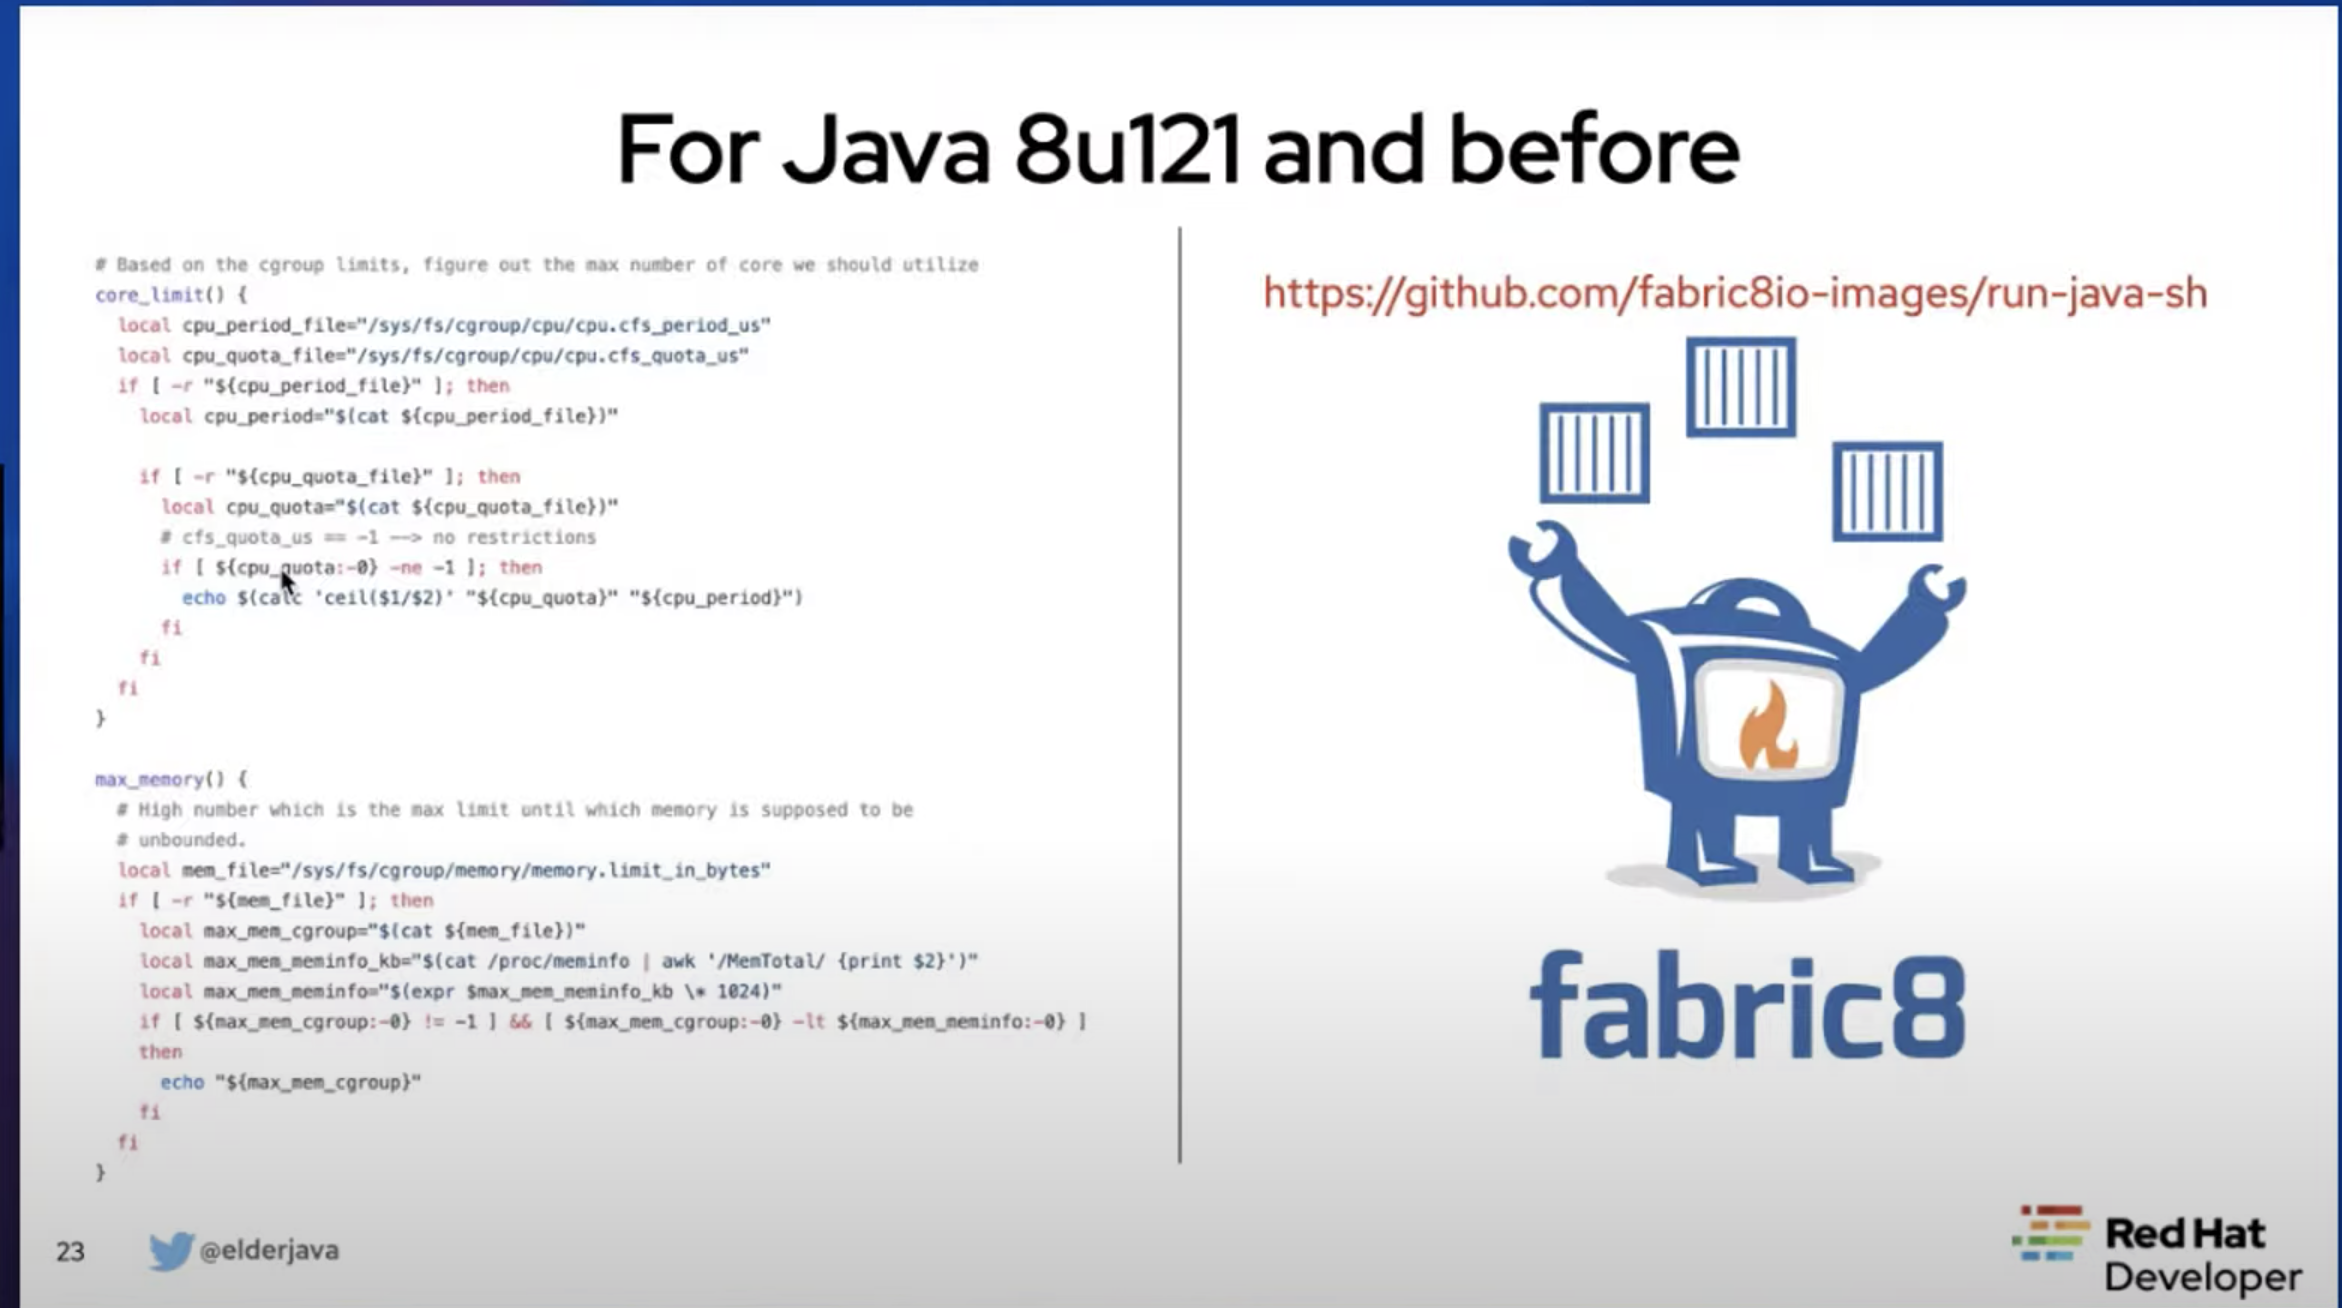 For Java 8u121 and before
# Based on the cgroup limits, figure out the max number of core we should utilize
core_limit() {
  local cpu_period_file="/sys/fs/cgroup/cpu/cpu.cfs_period_us"
  local cpu_quota_file="/sys/fs/cgroup/cpu/cpu.cfs_quota_us"
  if [ -r "${cpu_period_file}" ]; then
    local cpu_period="$(cat ${cpu_period_file})"
    if [ -r "${cpu_quota_file}" ]; then
      local cpu_quota="$(cat ${cpu_quota_file})"
      # cfs_quota_us == -1 --> no restrictions
      if [ ${cpu_quota:-0} -ne -1 ]; then
        echo $(calc 'ceil($1/$2)' "${cpu_quota}" "${cpu_period}")
      fi
    fi
  fi
}
max_memory() {
  # High number which is the max limit until which memory is supposed to be
  # unbounded.
  local mem_file="/sys/fs/cgroup/memory/memory.limit_in_bytes"
  if [ -r "${mem_file}" ]; then
    local max_mem_cgroup="$(cat ${mem_file})"
    local max_mem_meminfo_kb="$(cat /proc/meminfo | awk '/MemTotal/ {print $2}')"
    local max_mem_meminfo="$(expr $max_mem_meminfo_kb \* 1024)"
    if [ ${max_mem_cgroup:-0} != -1 ] && [ ${max_mem_cgroup:-0} -lt ${max_mem_meminfo:-0} ]
    then
      echo "${max_mem_cgroup}"
    fi
  fi
}
https://github.com/fabric8io-images/run-java-sh
fabric8
23
@elderjava
Red Hat
Developer